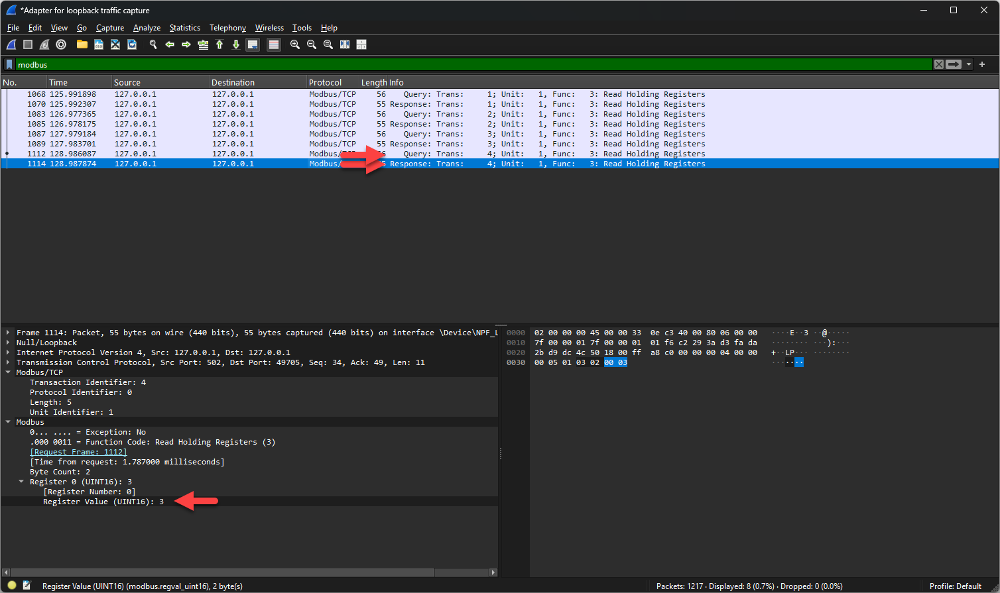 *Adapter for loopback traffic capture
File Edit View Go Capture Analyze Statistics Telephony Wireless Tools Help
modbus
No. Time Source Destination Protocol Length Info
1068 125.991898 127.0.0.1 127.0.0.1 Modbus/TCP 56 Query: Trans: 1; Unit: 1, Func: 3: Read Holding Registers
1070 125.992307 127.0.0.1 127.0.0.1 Modbus/TCP 55 Response: Trans: 1; Unit: 1, Func: 3: Read Holding Registers
1083 126.977365 127.0.0.1 127.0.0.1 Modbus/TCP 56 Query: Trans: 2; Unit: 1, Func: 3: Read Holding Registers
1085 126.978175 127.0.0.1 127.0.0.1 Modbus/TCP 55 Response: Trans: 2; Unit: 1, Func: 3: Read Holding Registers
1087 127.979184 127.0.0.1 127.0.0.1 Modbus/TCP 56 Query: Trans: 3; Unit: 1, Func: 3: Read Holding Registers
1089 127.983701 127.0.0.1 127.0.0.1 Modbus/TCP 55 Response: Trans: 3; Unit: 1, Func: 3: Read Holding Registers
1112 128.986087 127.0.0.1 127.0.0.1 Modbus/ Query: Trans: 4; Unit: 1, Func: 3: Read Holding Registers
1114 128.987874 127.0.0.1 127.0.0.1 Modbus/ Response: Trans: 4; Unit: 1, Func: 3: Read Holding Registers
Frame 1114: Packet, 55 bytes on wire (440 bits), 55 bytes captured (440 bits) on interface \Device\NPF_L
Null/Loopback
Internet Protocol Version 4, Src: 127.0.0.1, Dst: 127.0.0.1
Transmission Control Protocol, Src Port: 502, Dst Port: 49705, Seq: 34, Ack: 49, Len: 11
Modbus/TCP
Transaction Identifier: 4
Protocol Identifier: 0
Length: 5
Unit Identifier: 1
Modbus
0... .... = Exception: No
.000 0011 = Function Code: Read Holding Registers (3)
[Request Frame: 1112]
[Time from request: 1.787000 milliseconds]
Byte Count: 2
Register 0 (UINT16): 3
[Register Number: 0]
Register Value (UINT16): 3
0000 02 00 00 00 45 00 00 33 0e c3 40 00 80 06 00 00 ····E··3 ··@·····
0010 7f 00 00 01 7f 00 00 01 01 f6 c2 29 3a d3 fa da ········ ···):···
0020 2b d9 dc 4c 50 18 00 ff a8 c0 00 00 00 04 00 00 +··LP··· ········
0030 00 05 01 03 02 00 03 ·······
Register Value (UINT16) (modbus.regval_uint16), 2 byte(s)
Packets: 1217 · Displayed: 8 (0.7%) · Dropped: 0 (0.0%)
Profile: Default